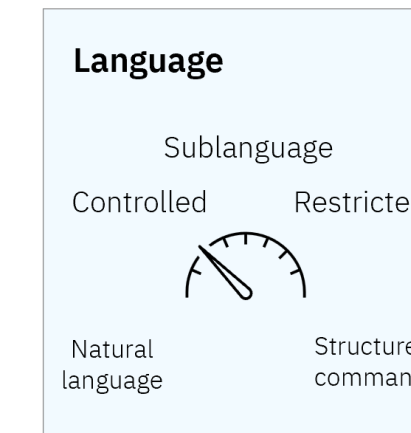 Language
Sublanguage
Controlled Restricte
Natural
language
Structure
comman